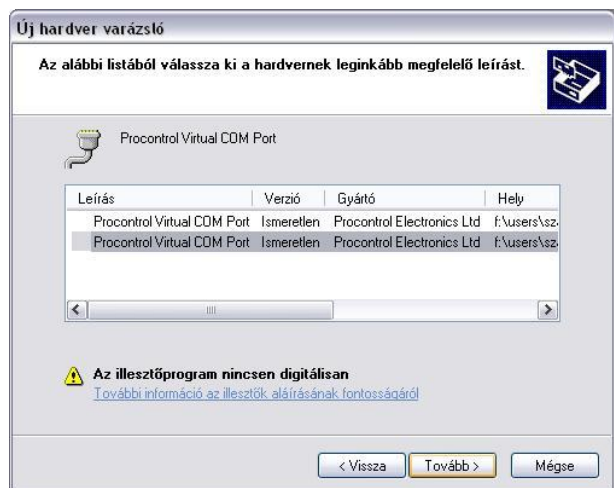 Új hardver varázsló
Az alábbi listából válassza ki a hardvernek leginkább megfelelő leírást.
Procontrol Virtual COM Port
Leírás Verzió Gyártó Hely
Procontrol Virtual COM Port Ismeretlen Procontrol Electronics Ltd f:\users\sz
Procontrol Virtual COM Port Ismeretlen Procontrol Electronics Ltd f:\users\sz
Az illesztőprogram nincsen digitálisan
További információ az illesztők aláírásának fontosságáról
< Vissza Tovább > Mégse